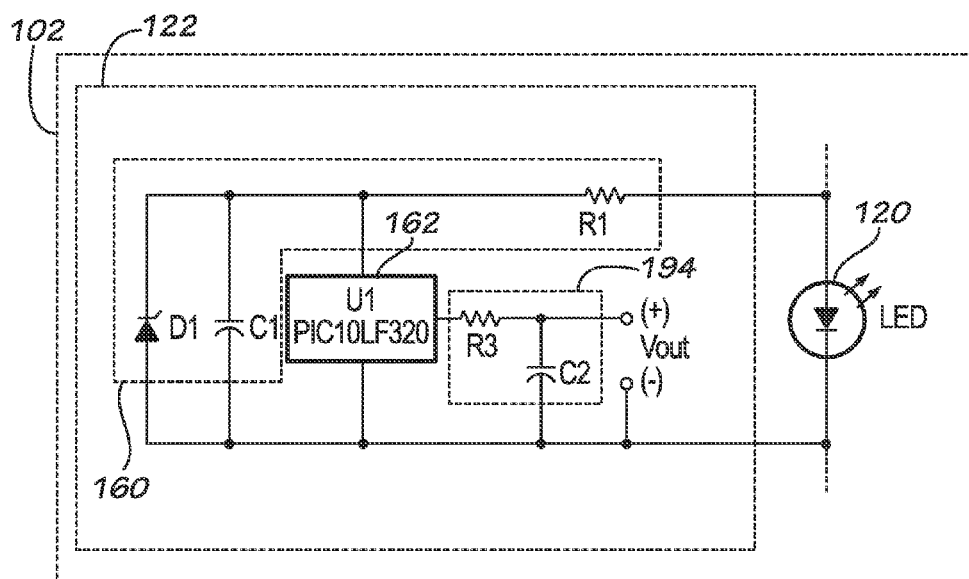 102
122
R1
162
120
194
U1
PIC10LF320
D1
C1
R3
C2
(+)
Vout
(-)
LED
160